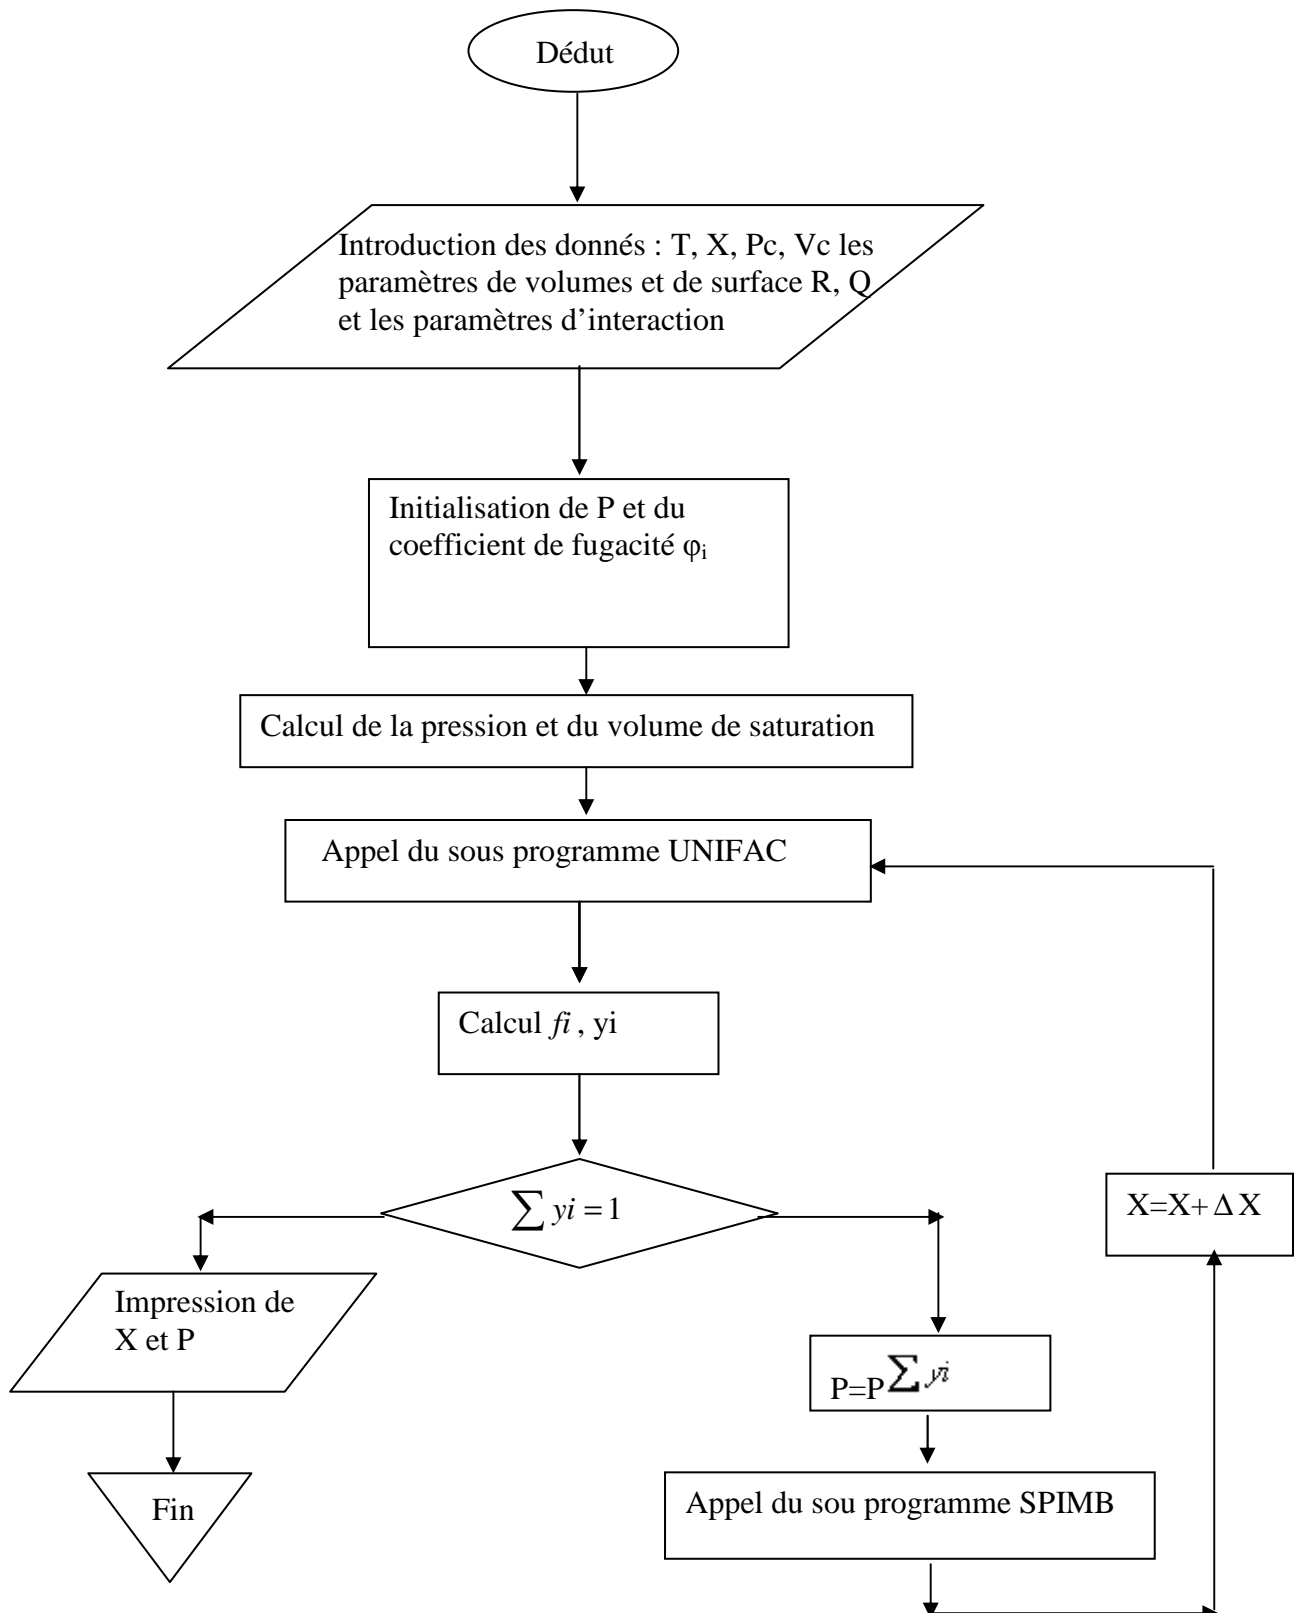 Dédut
Introduction des donnés : T, X, Pc, Vc les
paramètres de volumes et de surface R, Q
et les paramètres d’interaction
Initialisation de P et du
coefficient de fugacité φi
Calcul de la pression et du volume de saturation
Appel du sous programme UNIFAC
Calcul fi , yi
∑ yi = 1
X=X+ Δ X
Impression de
X et P
P=P∑ yi
Fin
Appel du sou programme SPIMB